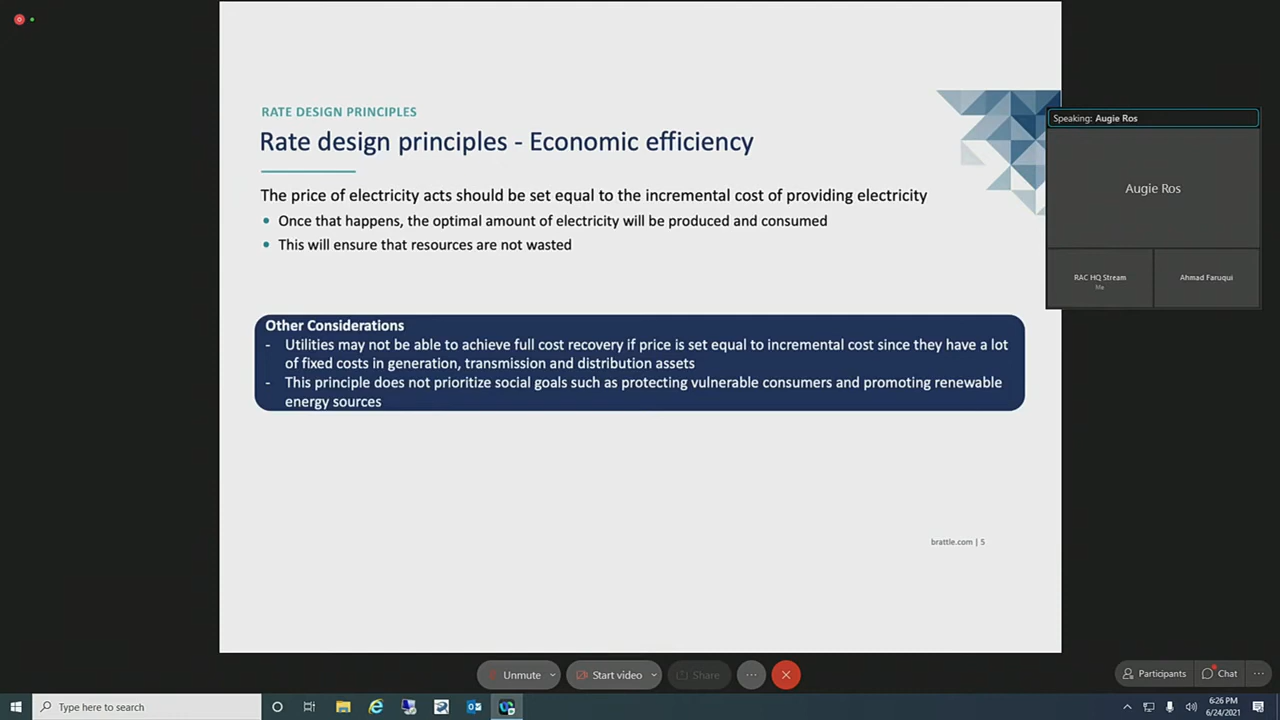 RATE DESIGN PRINCIPLES
Rate design principles - Economic efficiency
The price of electricity acts should be set equal to the incremental cost of providing electricity
• Once that happens, the optimal amount of electricity will be produced and consumed
• This will ensure that resources are not wasted
Other Considerations
- Utilities may not be able to achieve full cost recovery if price is set equal to incremental cost since they have a lot
of fixed costs in generation, transmission and distribution assets
- This principle does not prioritize social goals such as protecting vulnerable consumers and promoting renewable
energy sources
brattle.com | 5
Speaking: Augie Ros
Augie Ros
RAC HQ Stream
Me
Ahmad Faruqui
Unmute
Start video
Share
Participants
Chat
Type here to search
6:26 PM
6/24/2021